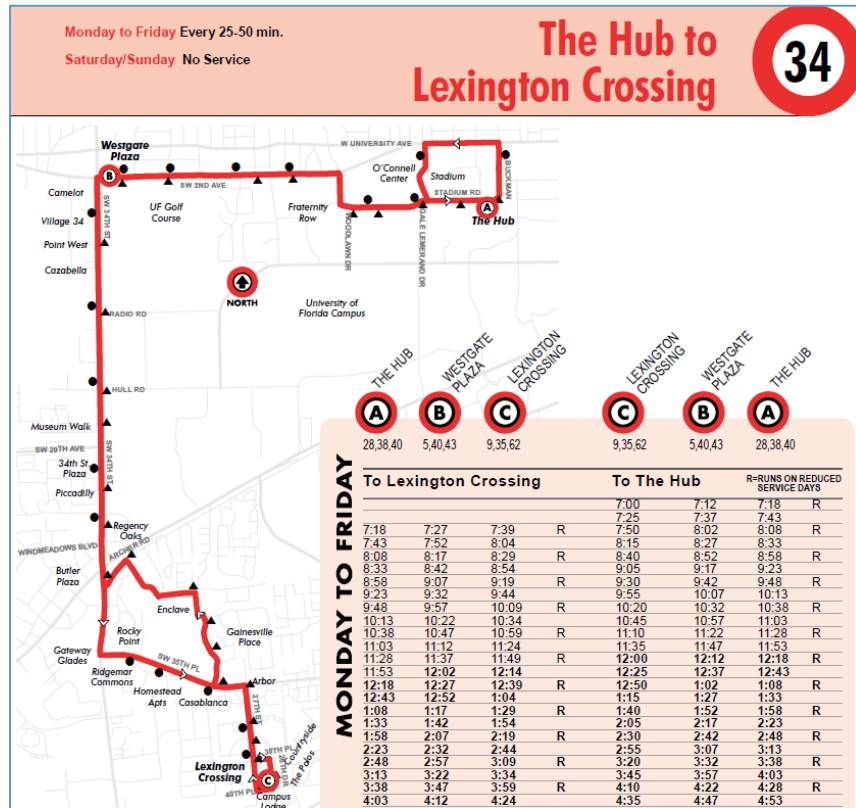 Monday to Friday Every 25-50 min.
Saturday/Sunday No Service
The Hub to
Lexington Crossing
34
Westgate
Plaza
B
W UNIVERSITY AVE
O'Connell
Center
Stadium
BUCKMAN
STADIUM RD
A
The Hub
SW 2ND AVE
Camelot
SW 34TH ST
UF Golf
Course
Fraternity
Row
WOODLAWN DR
GALE LEMERAND DR
Village 34
Point West
Cazabella
NORTH
University of
Florida Campus
RADIO RD
HULL RD
Museum Walk
SW 20TH AVE
SW 34TH ST
34th St.
Plaza
Piccadilly
Regency
Oaks
WINDMEADOWS BLVD
ARCHER RD
Butler
Plaza
Enclave
Rocky
Point
Gainesville
Place
Gateway
Glades
SW 35TH PL
Ridgemar
Commons
Homestead
Apts
Casablanca
Arbor
27TH ST
38TH PL
Countryside
The Palos
26TH DR
Lexington
Crossing
C
40TH PL
Campus
Lodge
THE HUB WESTGATE PLAZA LEXINGTON CROSSING LEXINGTON CROSSING WESTGATE PLAZA THE HUB
A B C C B A
28,38,40 5,40,43 9,35,62 9,35,62 5,40,43 28,38,40
MONDAY TO FRIDAY
To Lexington Crossing To The Hub R=RUNS ON REDUCED
SERVICE DAYS
7:00 7:12 7:18 R
7:25 7:37 7:43
7:18 7:27 7:39 R 7:50 8:02 8:08 R
7:43 7:52 8:04 8:15 8:27 8:33
8:08 8:17 8:29 R 8:40 8:52 8:58 R
8:33 8:42 8:54 9:05 9:17 9:23
8:58 9:07 9:19 R 9:30 9:42 9:48 R
9:23 9:32 9:44 9:55 10:07 10:13
9:48 9:57 10:09 R 10:20 10:32 10:38 R
10:13 10:22 10:34 10:45 10:57 11:03
10:38 10:47 10:59 R 11:10 11:22 11:28 R
11:03 11:12 11:24 11:35 11:47 11:53
11:28 11:37 11:49 R 12:00 12:12 12:18 R
11:53 12:02 12:14 12:25 12:37 12:43
12:18 12:27 12:39 R 12:50 1:02 1:08 R
12:43 12:52 1:04 1:15 1:27 1:33
1:08 1:17 1:29 R 1:40 1:52 1:58 R
1:33 1:42 1:54 2:05 2:17 2:23
1:58 2:07 2:19 R 2:30 2:42 2:48 R
2:23 2:32 2:44 2:55 3:07 3:13
2:48 2:57 3:09 R 3:20 3:32 3:38 R
3:13 3:22 3:34 3:45 3:57 4:03
3:38 3:47 3:59 R 4:10 4:22 4:28 R
4:03 4:12 4:24 4:35 4:47 4:53